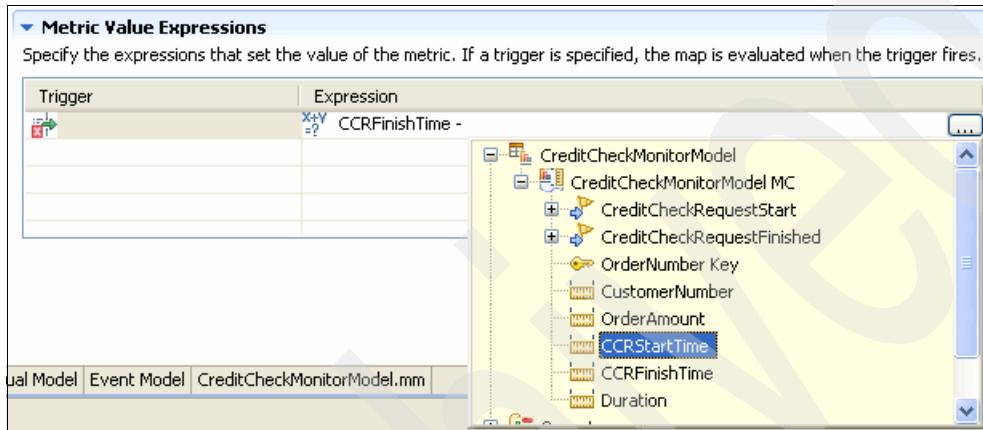 Metric Value Expressions
Specify the expressions that set the value of the metric. If a trigger is specified, the map is evaluated when the trigger fires.
Trigger Expression
X+Y =? CCRFinishTime - ...
CreditCheckMonitorModel
CreditCheckMonitorModel MC
CreditCheckRequestStart
CreditCheckRequestFinished
OrderNumber Key
CustomerNumber
OrderAmount
CCRStartTime
CCRFinishTime
Duration
ual Model Event Model CreditCheckMonitorModel.mm